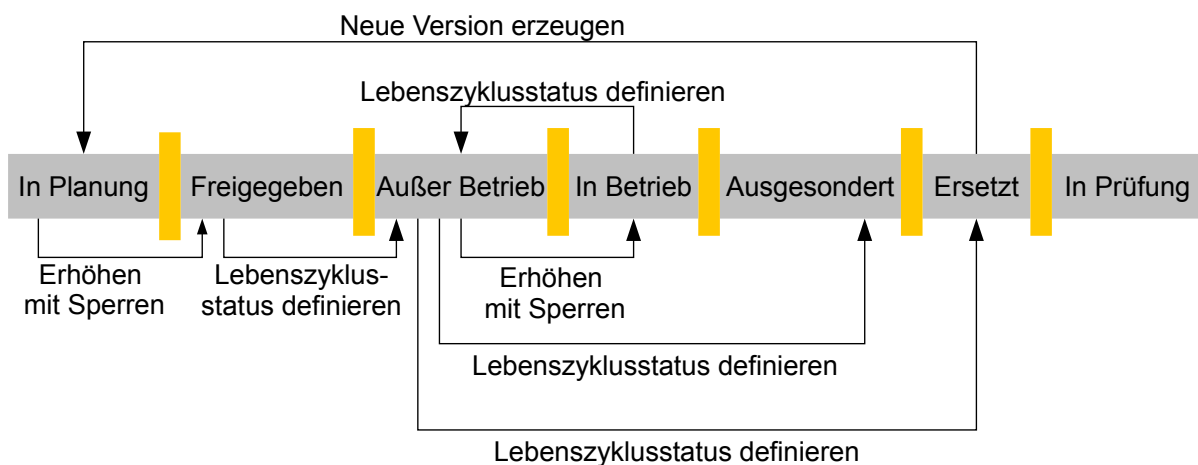 Neue Version erzeugen
Lebenszyklusstatus definieren
In Planung
Freigegeben
Außer Betrieb
In Betrieb
Ausgesondert
Ersetzt
In Prüfung
Erhöhen
mit Sperren
Lebenszyklus-
status definieren
Erhöhen
mit Sperren
Lebenszyklusstatus definieren
Lebenszyklusstatus definieren